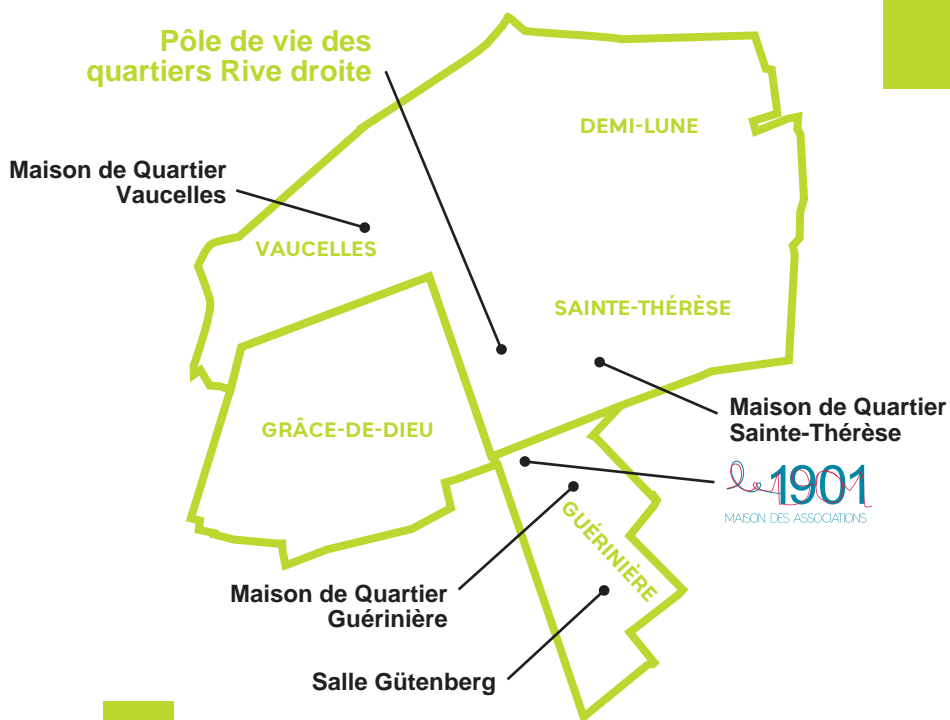 Pôle de vie des
quartiers Rive droite
DEMI-LUNE
Maison de Quartier
Vaucelles
VAUCELLES
SAINTE-THÉRÈSE
GRÂCE-DE-DIEU
Maison de Quartier
Sainte-Thérèse
le 1901
MAISON DES ASSOCIATIONS
GUÉRINIÈRE
Maison de Quartier
Guérinière
Salle Gütenberg